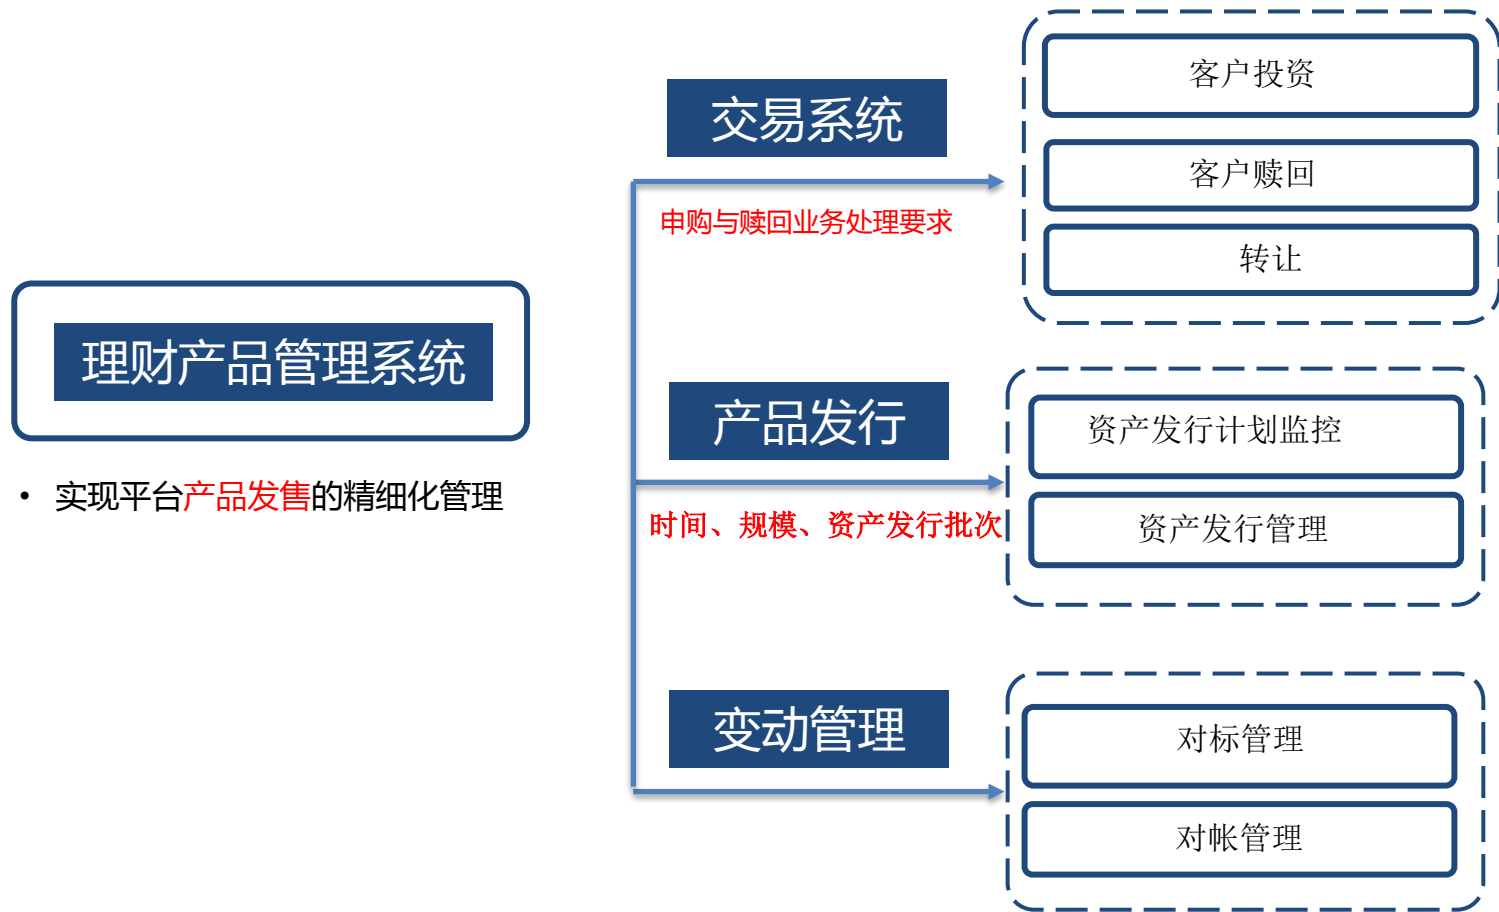 理财产品管理系统
• 实现平台产品发售的精细化管理
交易系统
申购与赎回业务处理要求
客户投资
客户赎回
转让
产品发行
时间、规模、资产发行批次
资产发行计划监控
资产发行管理
变动管理
对标管理
对帐管理